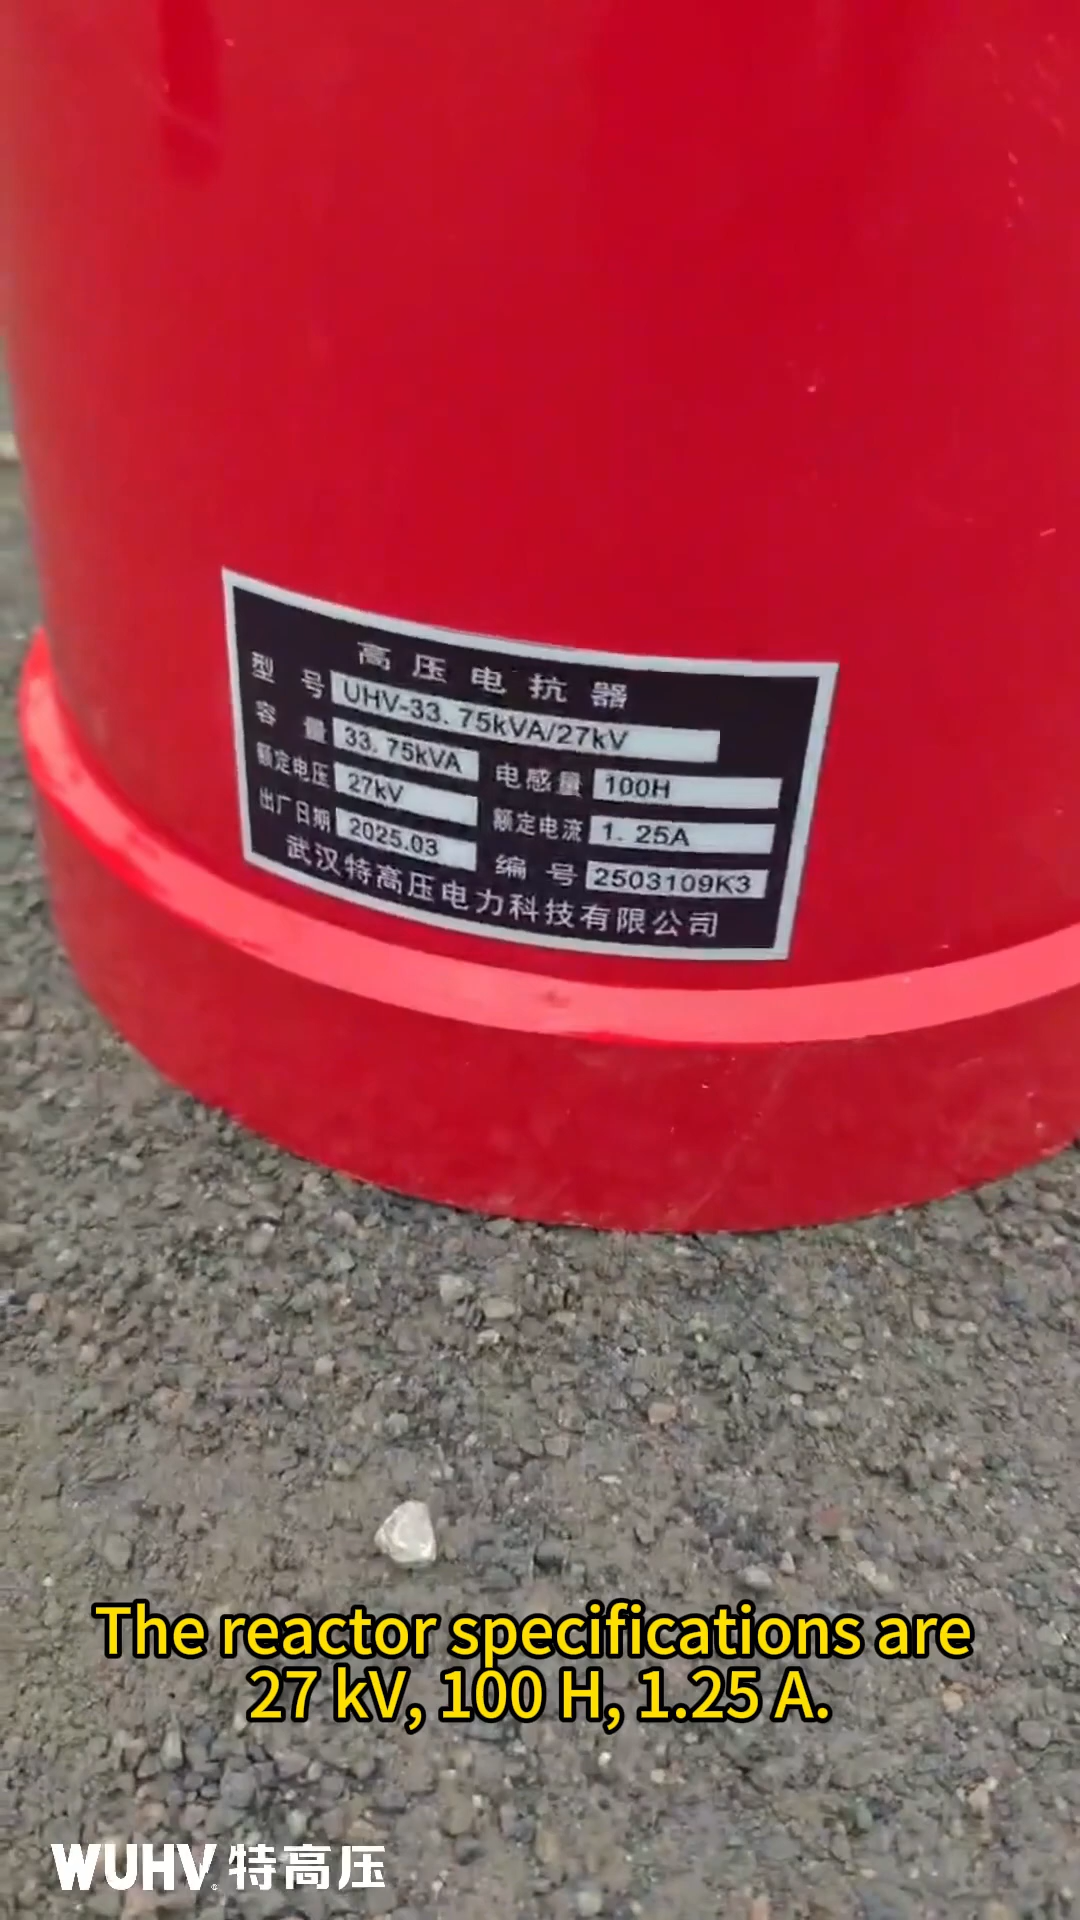 高压电抗器
型 号 UHV-33.75kVA/27kV
容 量 33.75kVA 电感量 100H
额定电压 27kV 额定电流 1.25A
出厂日期 2025.03 编 号 2503109K3
武汉特高压电力科技有限公司
The reactor specifications are
27 kV, 100 H, 1.25 A.
WUHV 特高压